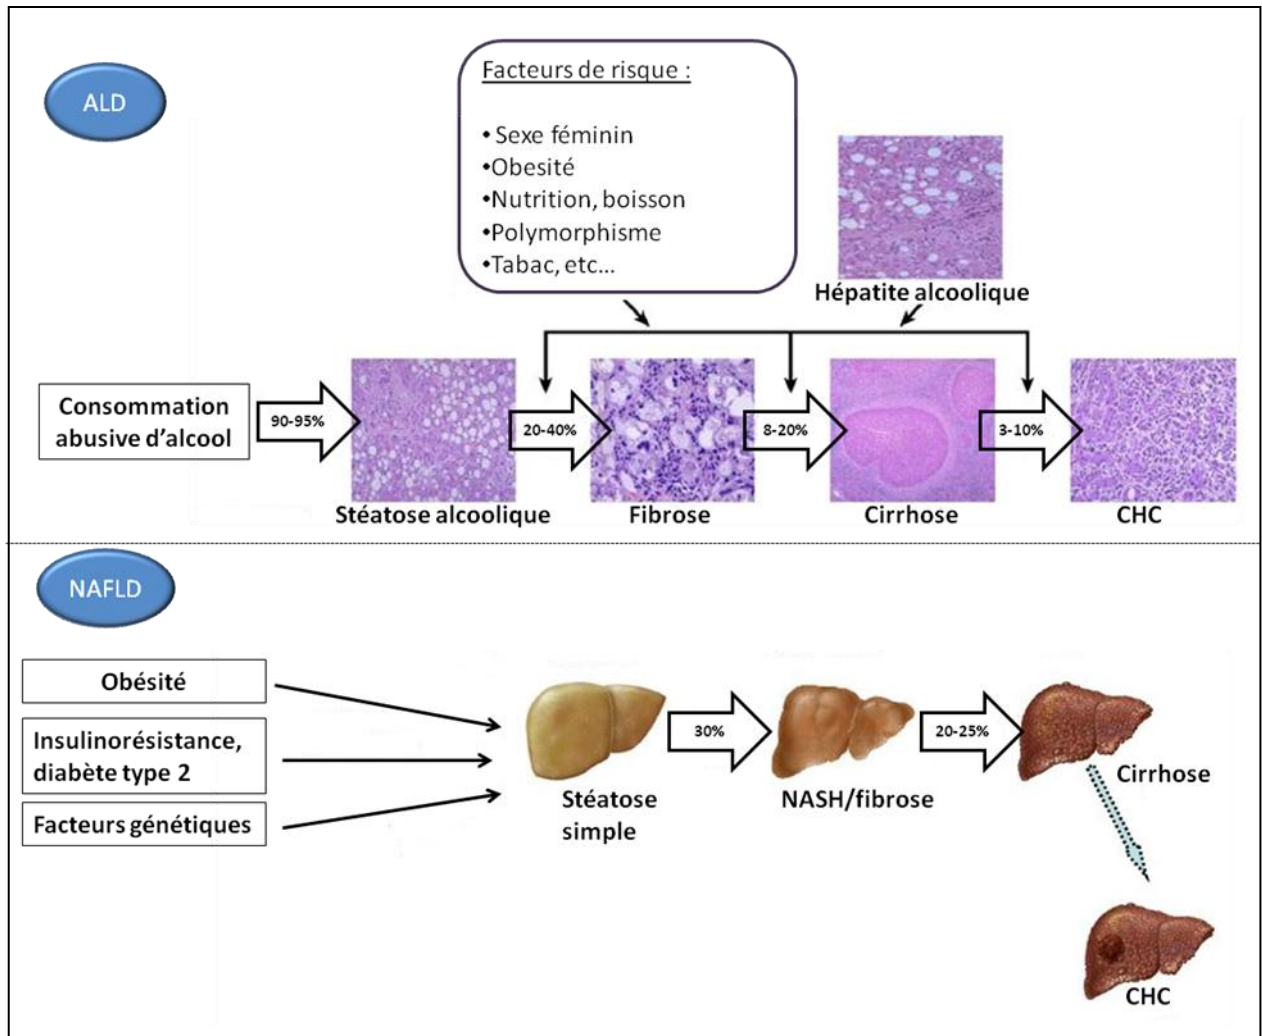 ALD
Facteurs de risque :
• Sexe féminin
•Obesité
•Nutrition, boisson
•Polymorphisme
•Tabac, etc...
Hépatite alcoolique
Consommation
abusive d'alcool
90-95%
20-40%
8-20%
3-10%
Stéatose alcoolique
Fibrose
Cirrhose
CHC
NAFLD
Obésité
Insulinorésistance,
diabète type 2
Facteurs génétiques
30%
20-25%
Stéatose
simple
NASH/fibrose
Cirrhose
CHC